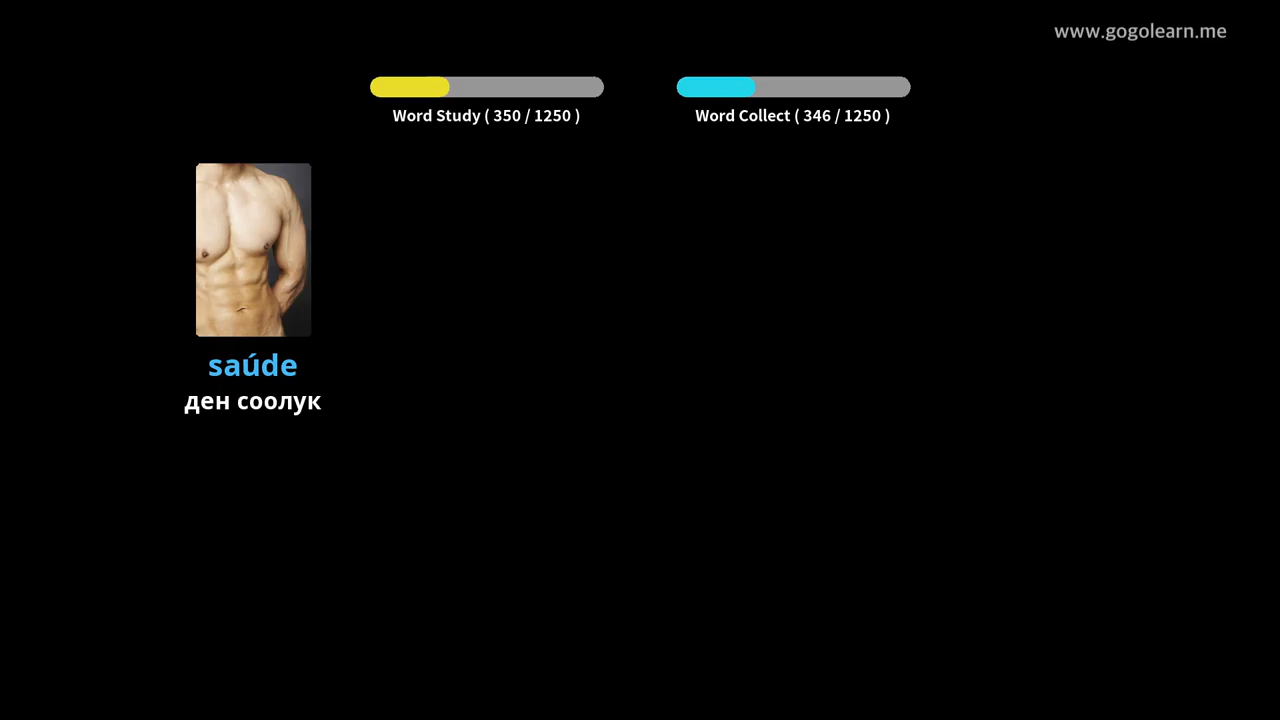 www.gogolearn.me
Word Study ( 350 / 1250 )
Word Collect ( 346 / 1250 )
saúde
ден соолук